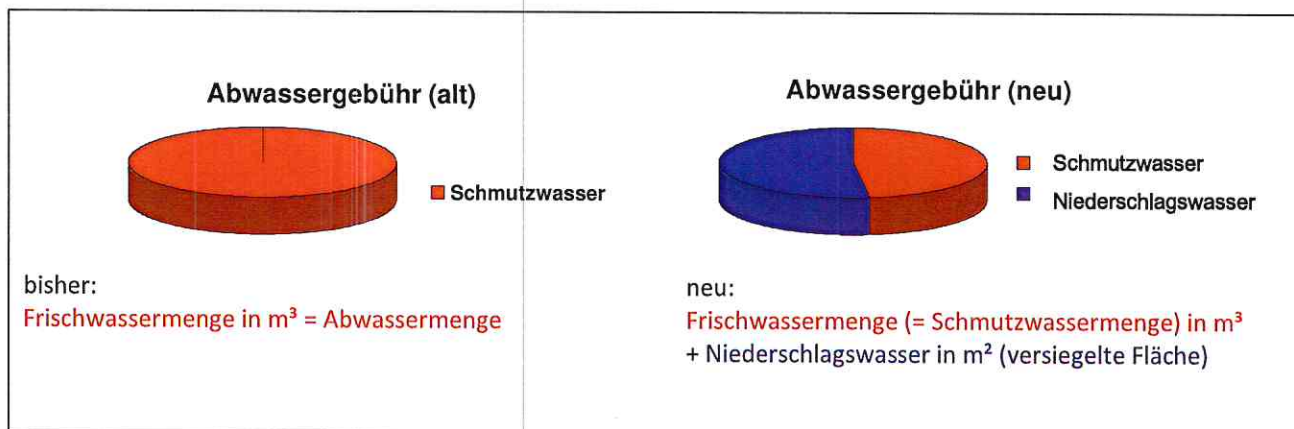 Abwassergebühr (alt)
Schmutzwasser
bisher:
Frischwassermenge in m³ = Abwassermenge
Abwassergebühr (neu)
Schmutzwasser
Niederschlagswasser
neu:
Frischwassermenge (= Schmutzwassermenge) in m³
+ Niederschlagswasser in m² (versiegelte Fläche)